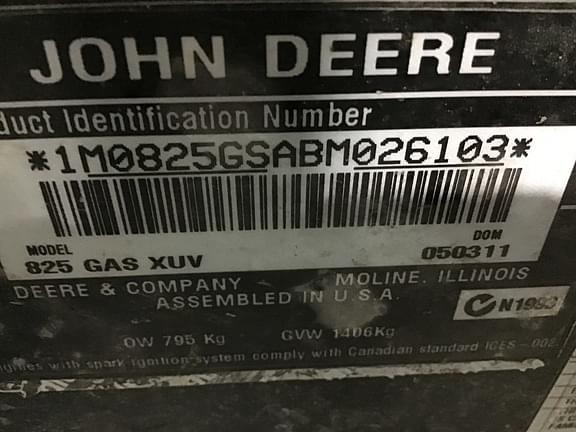 JOHN DEERE
duct Identification Number
*1M0825GSABM026103*
MODEL
825 GAS XUV
DOM
050311
DEERE & COMPANY MOLINE. ILLINOIS
ASSEMBLED IN U.S.A.
N1993
OW 795 Kg GVW 1406Kg
with spark ignition system comply with Canadian standard ICES-002